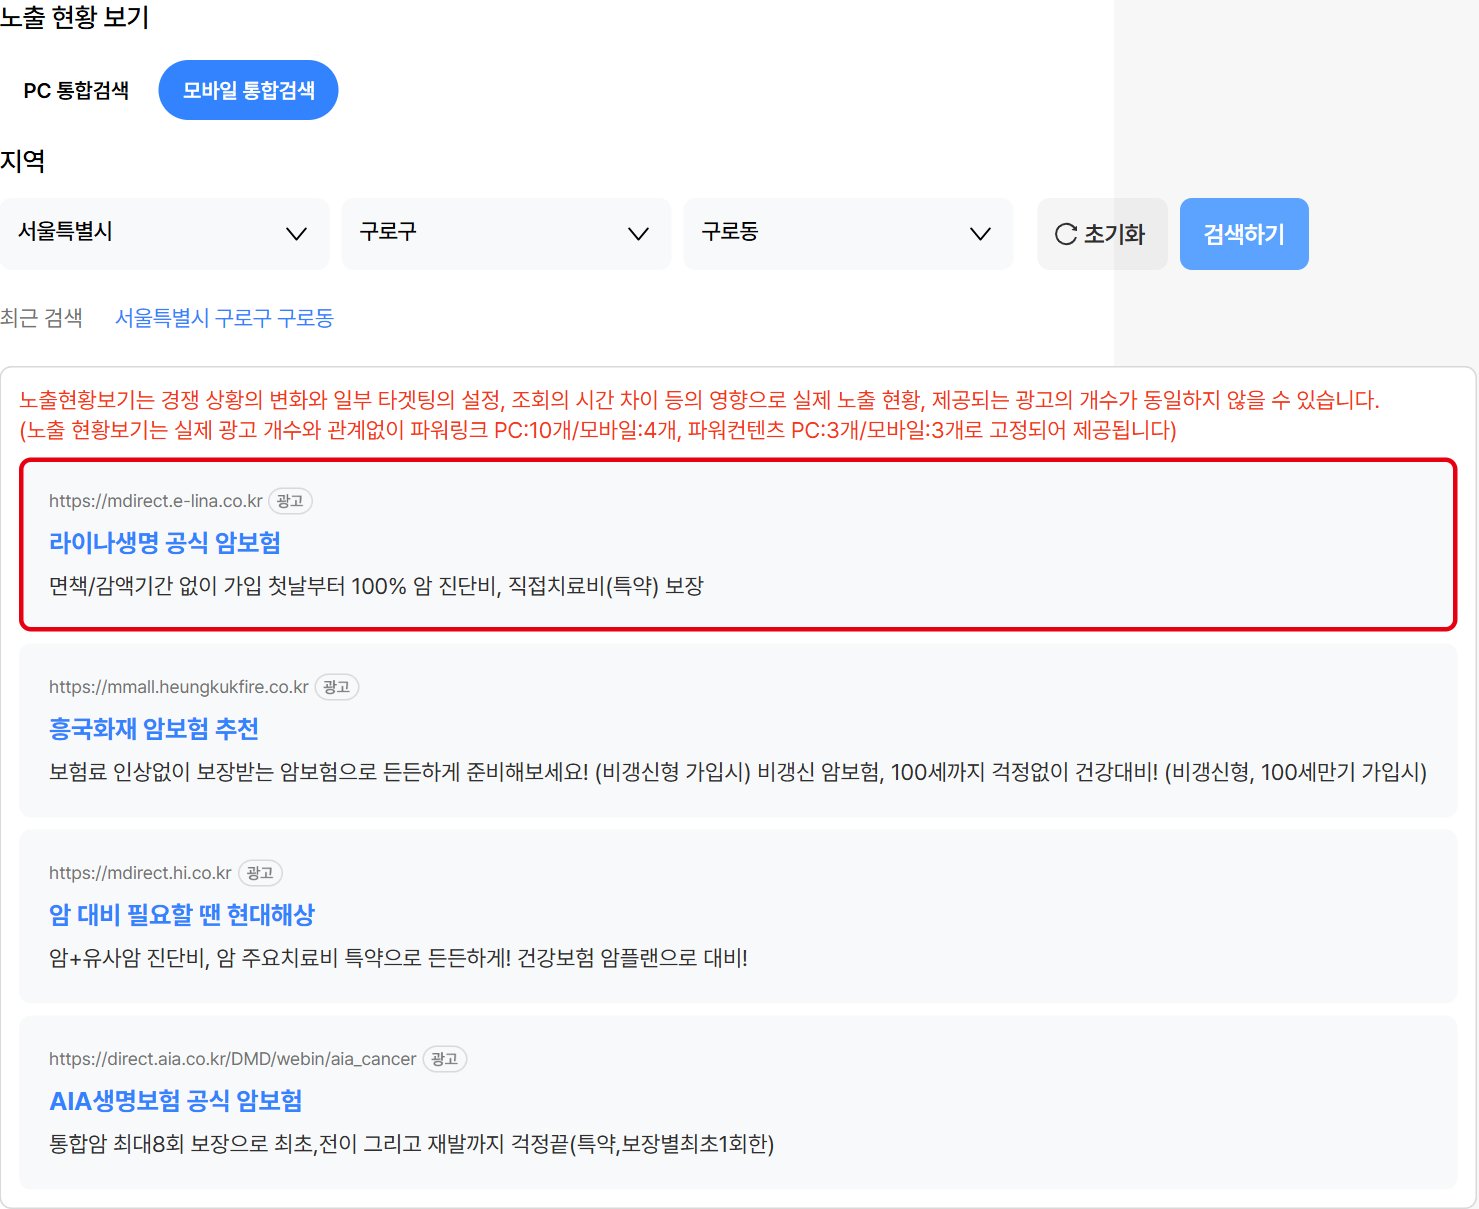 노출 현황 보기
PC 통합검색 모바일 통합검색
지역
서울특별시 구로구 구로동 초기화 검색하기
최근 검색 서울특별시 구로구 구로동
노출현황보기는 경쟁 상황의 변화와 일부 타겟팅의 설정, 조회의 시간 차이 등의 영향으로 실제 노출 현황, 제공되는 광고의 개수가 동일하지 않을 수 있습니다.
(노출 현황보기는 실제 광고 개수와 관계없이 파워링크 PC:10개/모바일:4개, 파워컨텐츠 PC:3개/모바일:3개로 고정되어 제공됩니다)
https://mdirect.e-lina.co.kr 광고
라이나생명 공식 암보험
면책/감액기간 없이 가입 첫날부터 100% 암 진단비, 직접치료비(특약) 보장
https://mmall.heungkukfire.co.kr 광고
흥국화재 암보험 추천
보험료 인상없이 보장받는 암보험으로 든든하게 준비해보세요! (비갱신형 가입시) 비갱신 암보험, 100세까지 걱정없이 건강대비! (비갱신형, 100세만기 가입시)
https://mdirect.hi.co.kr 광고
암 대비 필요할 땐 현대해상
암+유사암 진단비, 암 주요치료비 특약으로 든든하게! 건강보험 암플랜으로 대비!
https://direct.aia.co.kr/DMD/webin/aia_cancer 광고
AIA생명보험 공식 암보험
통합암 최대8회 보장으로 최초,전이 그리고 재발까지 걱정끝(특약,보장별최초1회한)